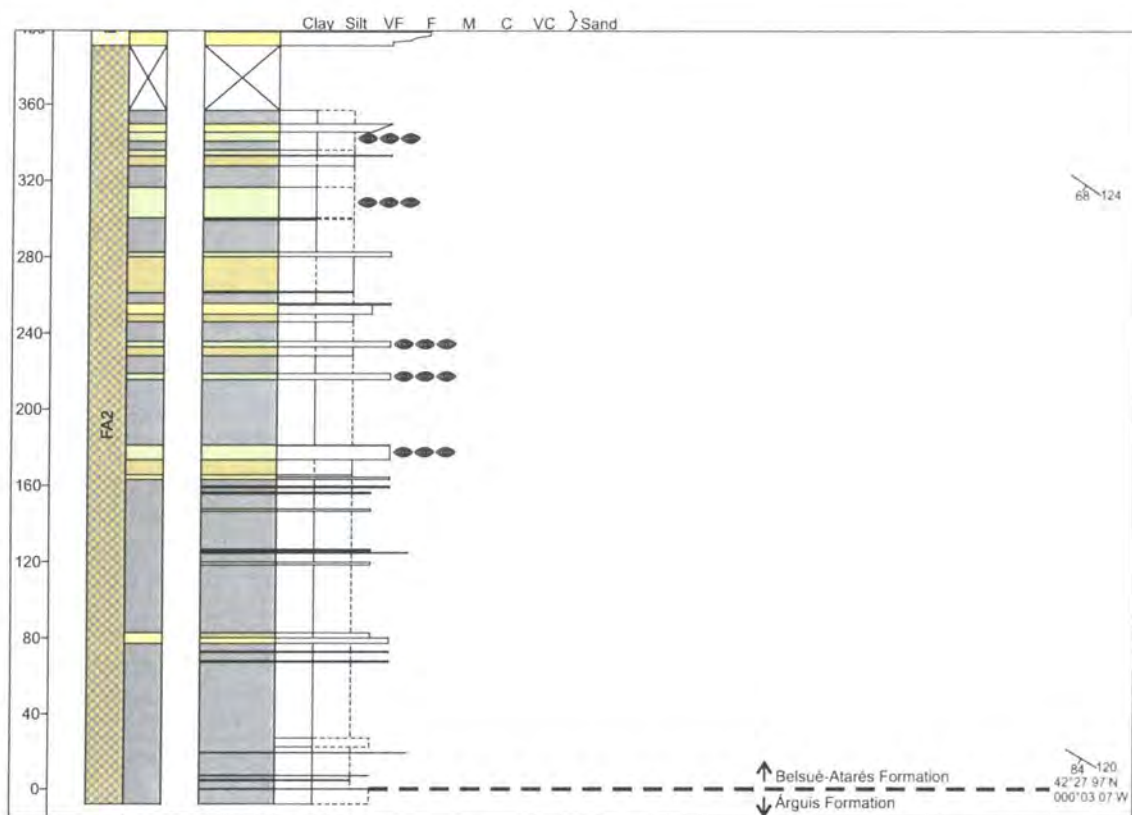 Clay Silt VF F M C VC } Sand
360
320
68 124
280
240
200
FA2
160
120
80
40
84 120
Belsué-Atarés Formation
42°27 97'N
0
000°03 07'W
Árguis Formation